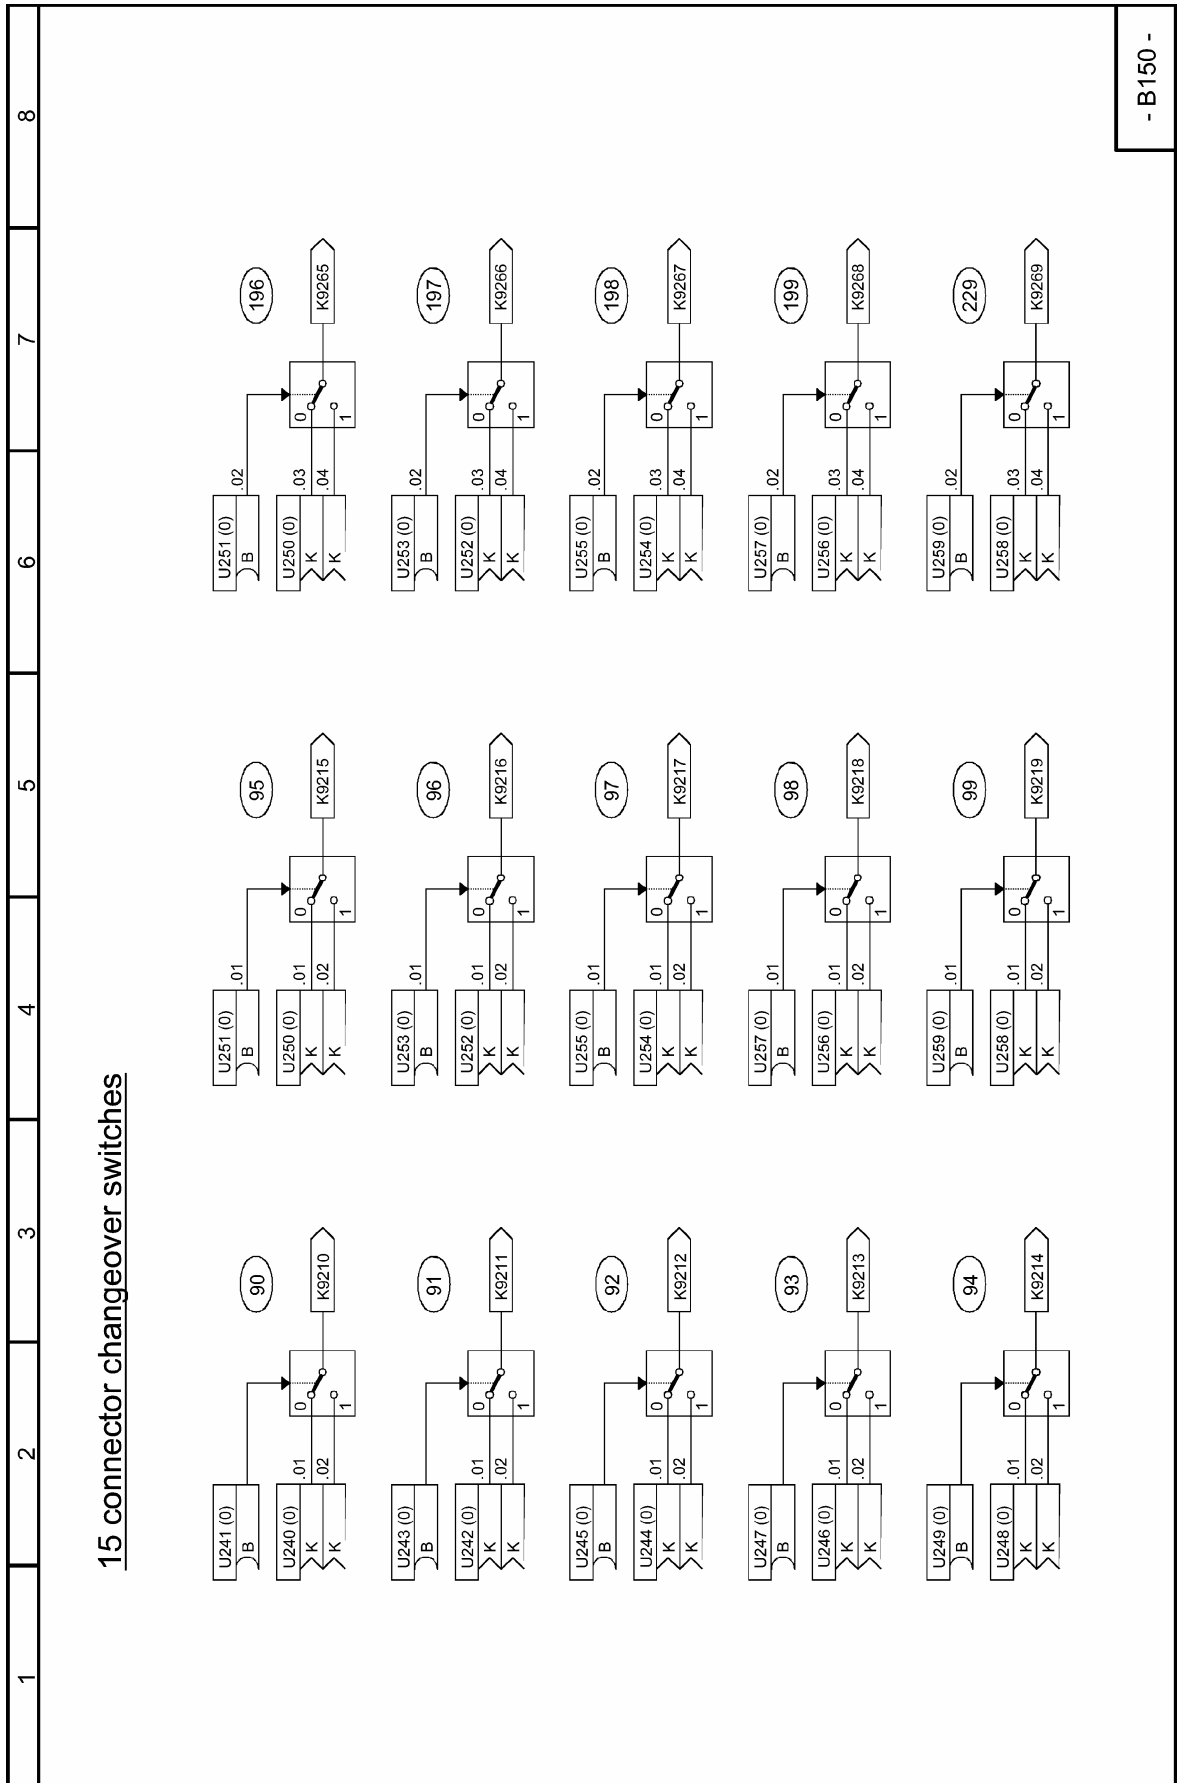 1 2 3 4 5 6 7 8
15 connector changeover switches
90
U241 (0)
B
U240 (0)
K .01
K .02
0
1
K9210
95
U251 (0)
B .01
U250 (0)
K .01
K .02
0
1
K9215
196
U251 (0)
B .02
U250 (0)
K .03
K .04
0
1
K9265
91
U243 (0)
B
U242 (0)
K .01
K .02
0
1
K9211
96
U253 (0)
B .01
U252 (0)
K .01
K .02
0
1
K9216
197
U253 (0)
B .02
U252 (0)
K .03
K .04
0
1
K9266
92
U245 (0)
B
U244 (0)
K .01
K .02
0
1
K9212
97
U255 (0)
B .01
U254 (0)
K .01
K .02
0
1
K9217
198
U255 (0)
B .02
U254 (0)
K .03
K .04
0
1
K9267
93
U247 (0)
B
U246 (0)
K .01
K .02
0
1
K9213
98
U257 (0)
B .01
U256 (0)
K .01
K .02
0
1
K9218
199
U257 (0)
B .02
U256 (0)
K .03
K .04
0
1
K9268
94
U249 (0)
B
U248 (0)
K .01
K .02
0
1
K9214
99
U259 (0)
B .01
U258 (0)
K .01
K .02
0
1
K9219
229
U259 (0)
B .02
U258 (0)
K .03
K .04
0
1
K9269
- B150 -